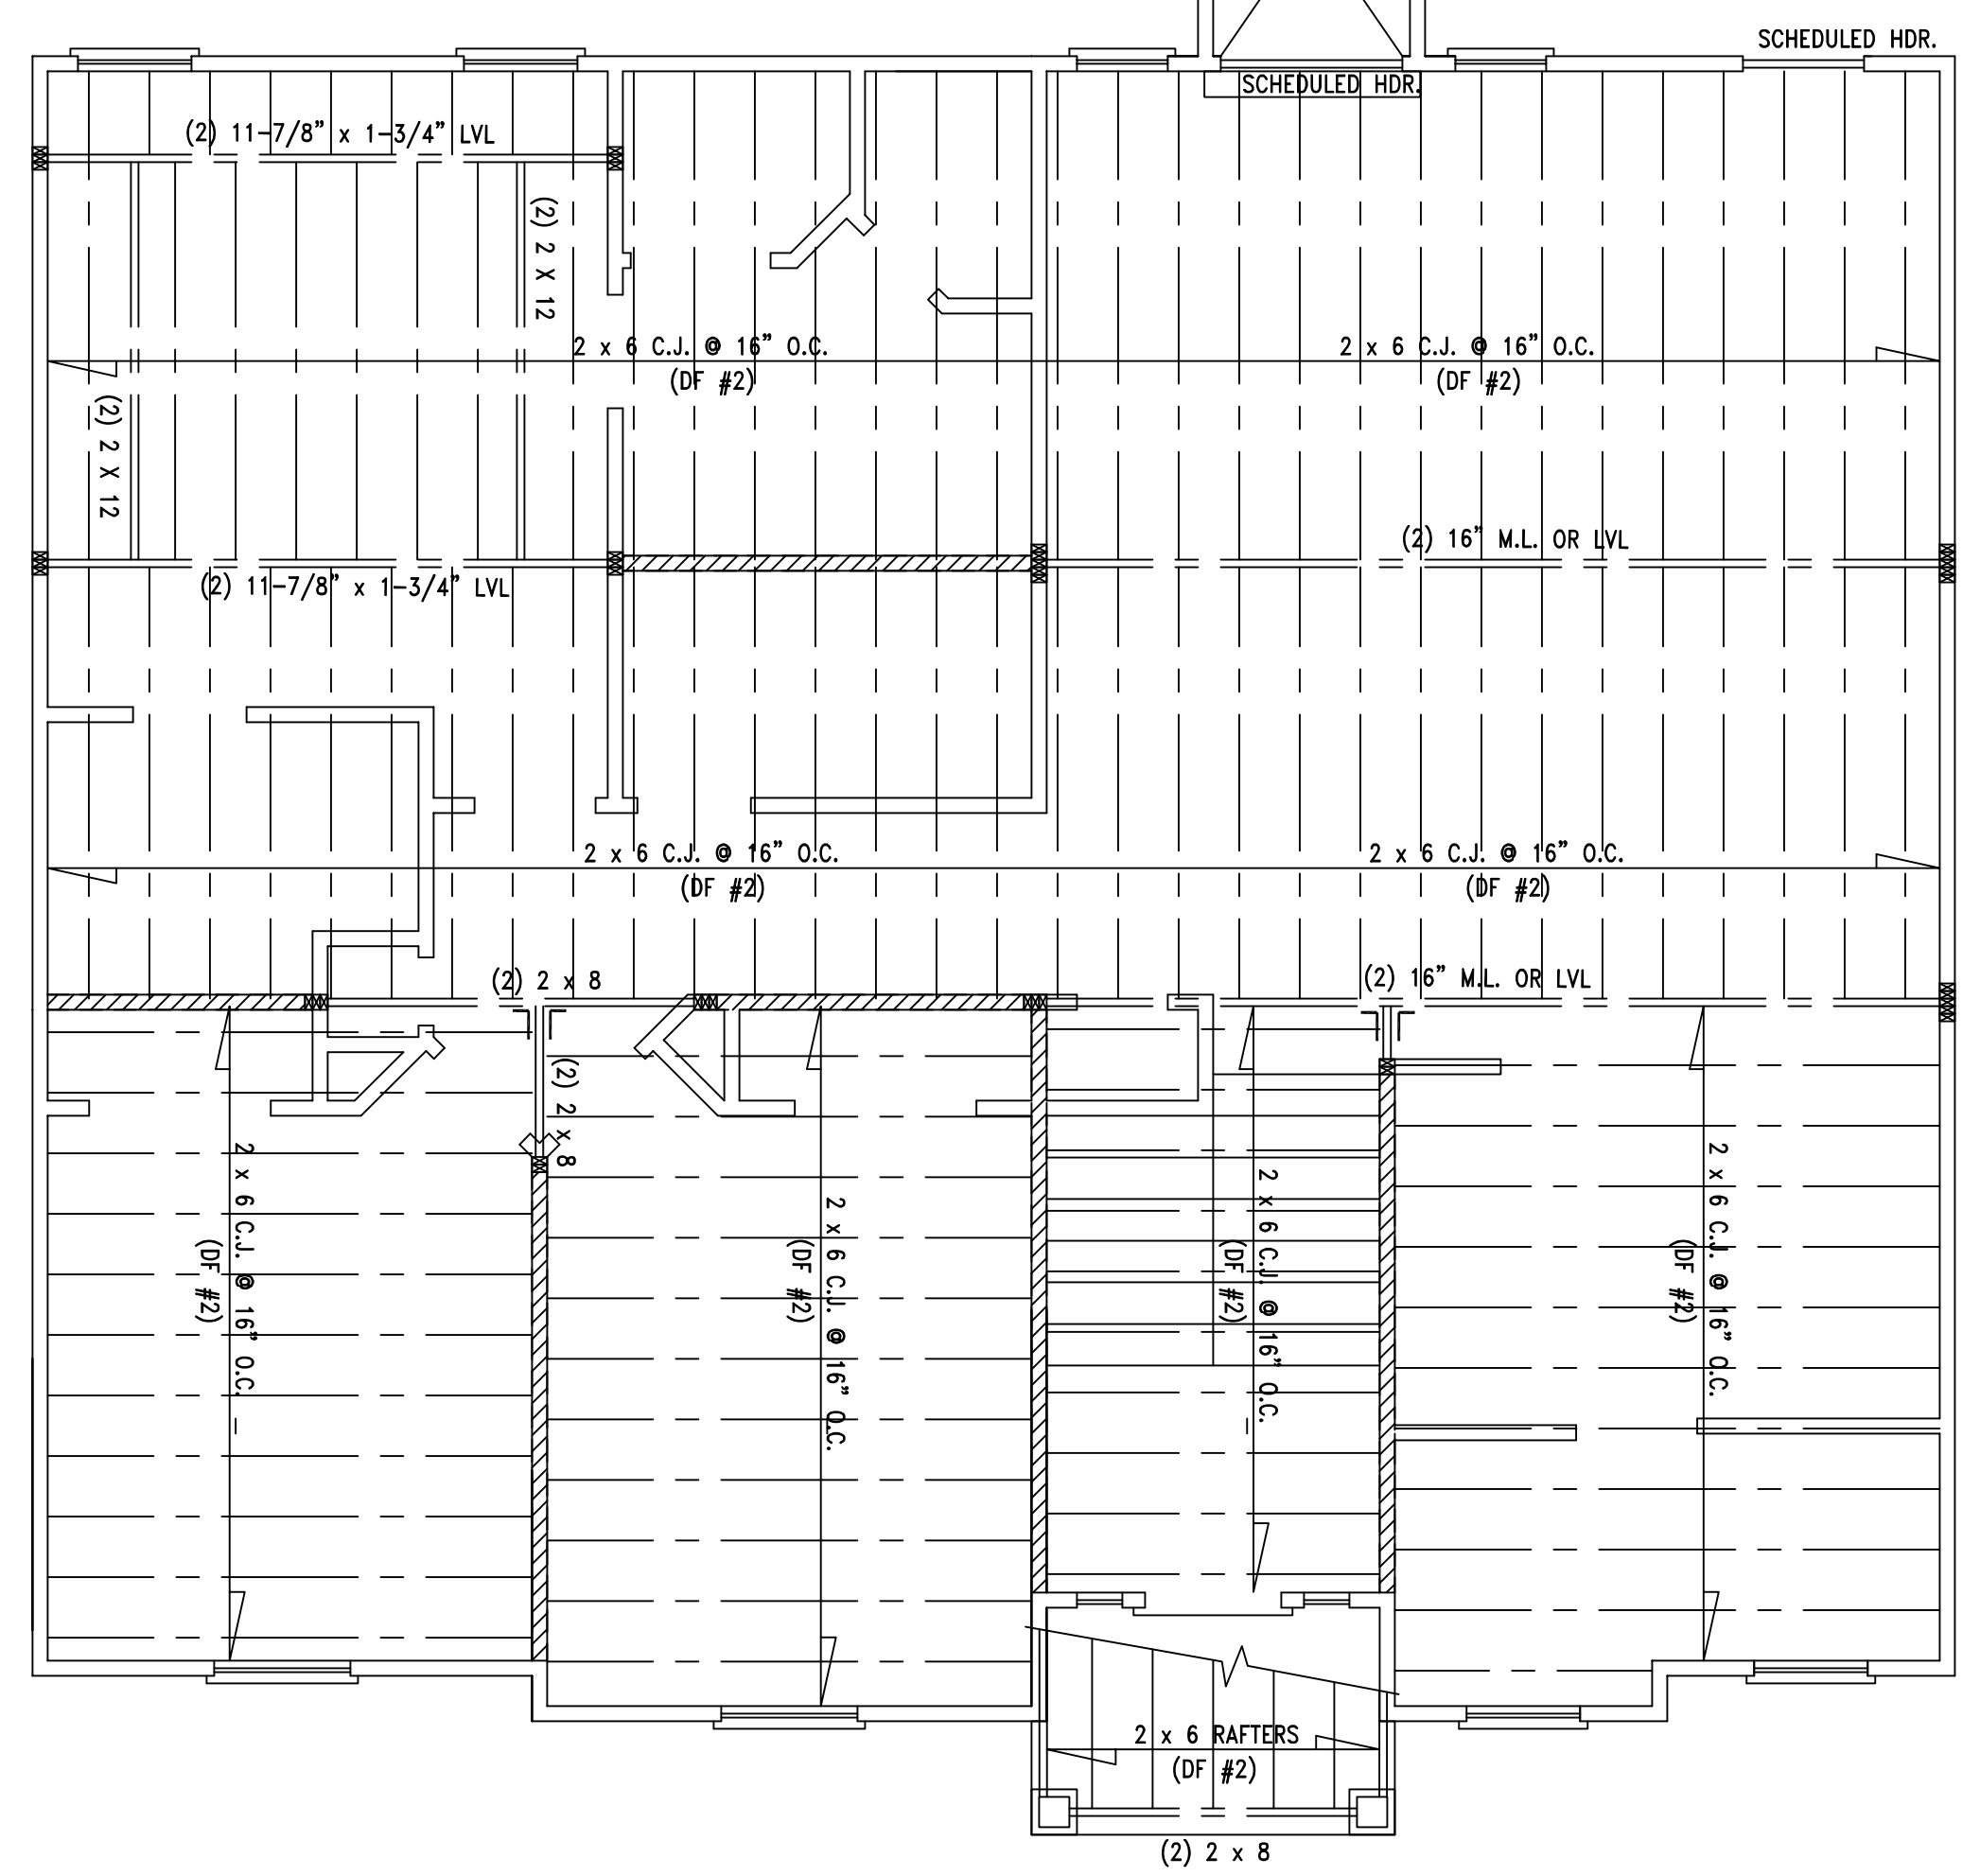 SCHEDULED HDR.
SCHEDULED HDR.
(2) 11-7/8" x 1-3/4" LVL
(2) 2 X 12
2 x 6 C.J. @ 16" O.C.
(DF #2)
2 x 6 C.J. @ 16" O.C.
(DF #2)
(2) 2 X 12
(2) 16" M.L. OR LVL
(2) 11-7/8" x 1-3/4" LVL
2 x 6 C.J. @ 16" O.C.
(DF #2)
2 x 6 C.J. @ 16" O.C.
(DF #2)
(2) 2 x 8
(2) 16" M.L. OR LVL
(2) 2 x 8
2 x 6 C.J. @ 16" O.C.
(DF #2)
2 x 6 C.J. @ 16" O.C.
(DF #2)
2 x 6 C.J. @ 16" O.C.
(DF #2)
2 x 6 C.J. @ 16" O.C.
(DF #2)
2 x 6 RAFTERS
(DF #2)
(2) 2 x 8